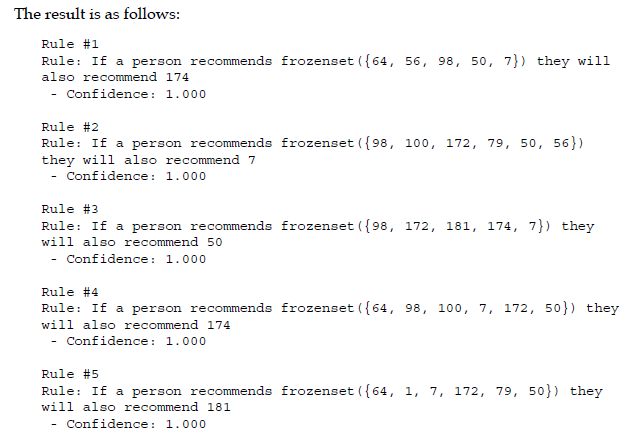 The result is as follows:
Rule #1
Rule: If a person recommends frozenset({64, 56, 98, 50, 7}) they will
also recommend 174
- Confidence: 1.000
Rule #2
Rule: If a person recommends frozenset({98, 100, 172, 79, 50, 56})
they will also recommend 7
- Confidence: 1.000
Rule #3
Rule: If a person recommends frozenset({98, 172, 181, 174, 7}) they
will also recommend 50
- Confidence: 1.000
Rule #4
Rule: If a person recommends frozenset({64, 98, 100, 7, 172, 50}) they
will also recommend 174
- Confidence: 1.000
Rule #5
Rule: If a person recommends frozenset({64, 1, 7, 172, 79, 50}) they
will also recommend 181
- Confidence: 1.000